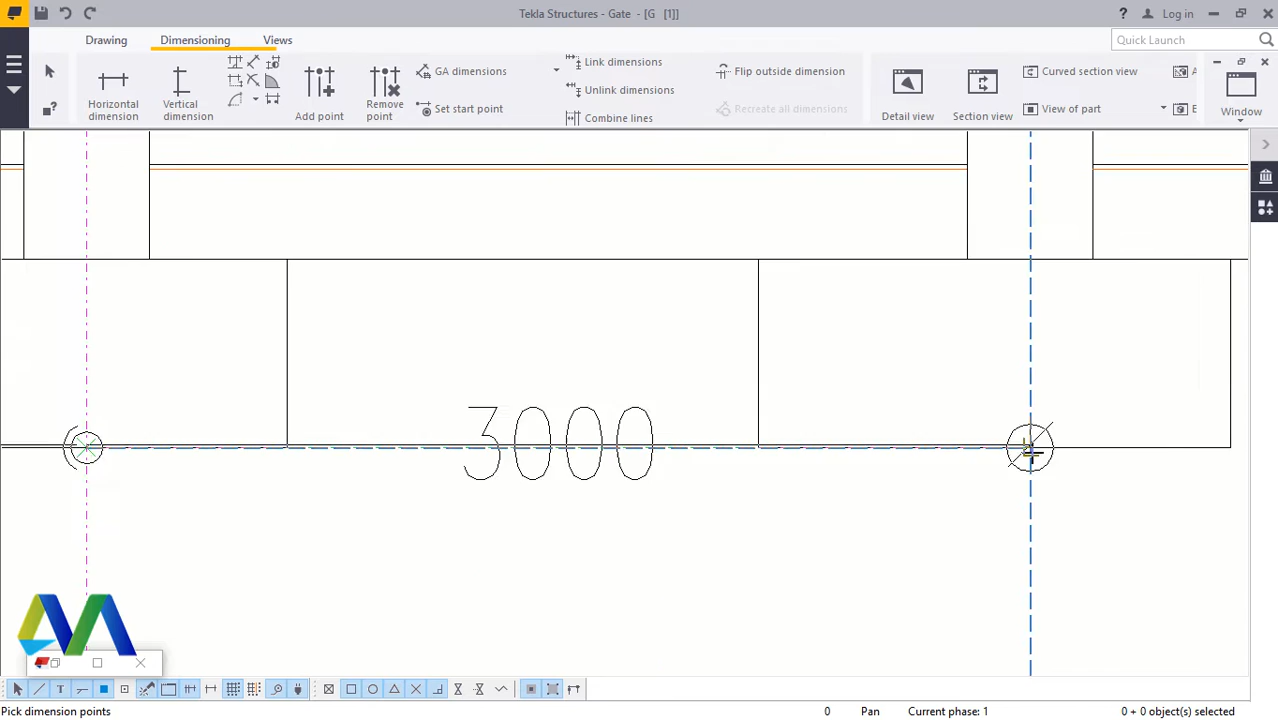 Tekla Structures - Gate - [G [1]]
? Log in
Drawing Dimensioning Views
Quick Launch
Horizontal dimension
Vertical dimension
Add point
Remove point
GA dimensions
Set start point
Link dimensions
Unlink dimensions
Combine lines
Flip outside dimension
Recreate all dimensions
Detail view
Section view
Curved section view
View of part
A
E
Window
3000
Pick dimension points
0 Pan Current phase: 1 0 + 0 object(s) selected